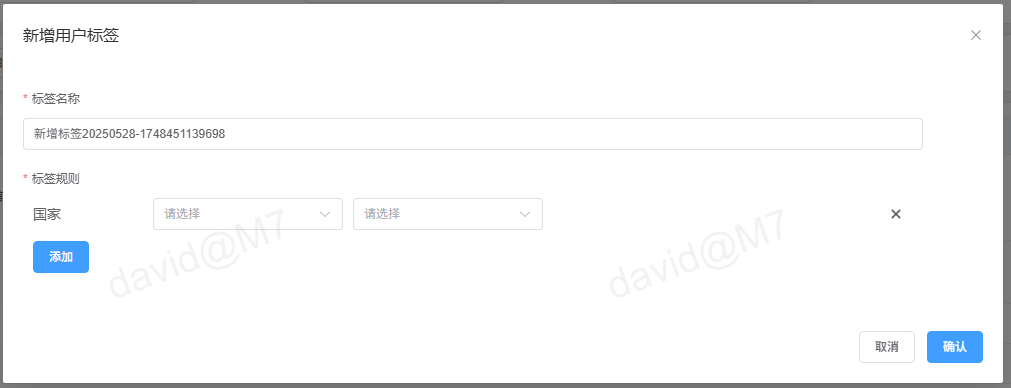 新增用户标签
* 标签名称
新增标签20250528-1748451139698
* 标签规则
国家 请选择 请选择
添加
david@M7 david@M7
取消 确认